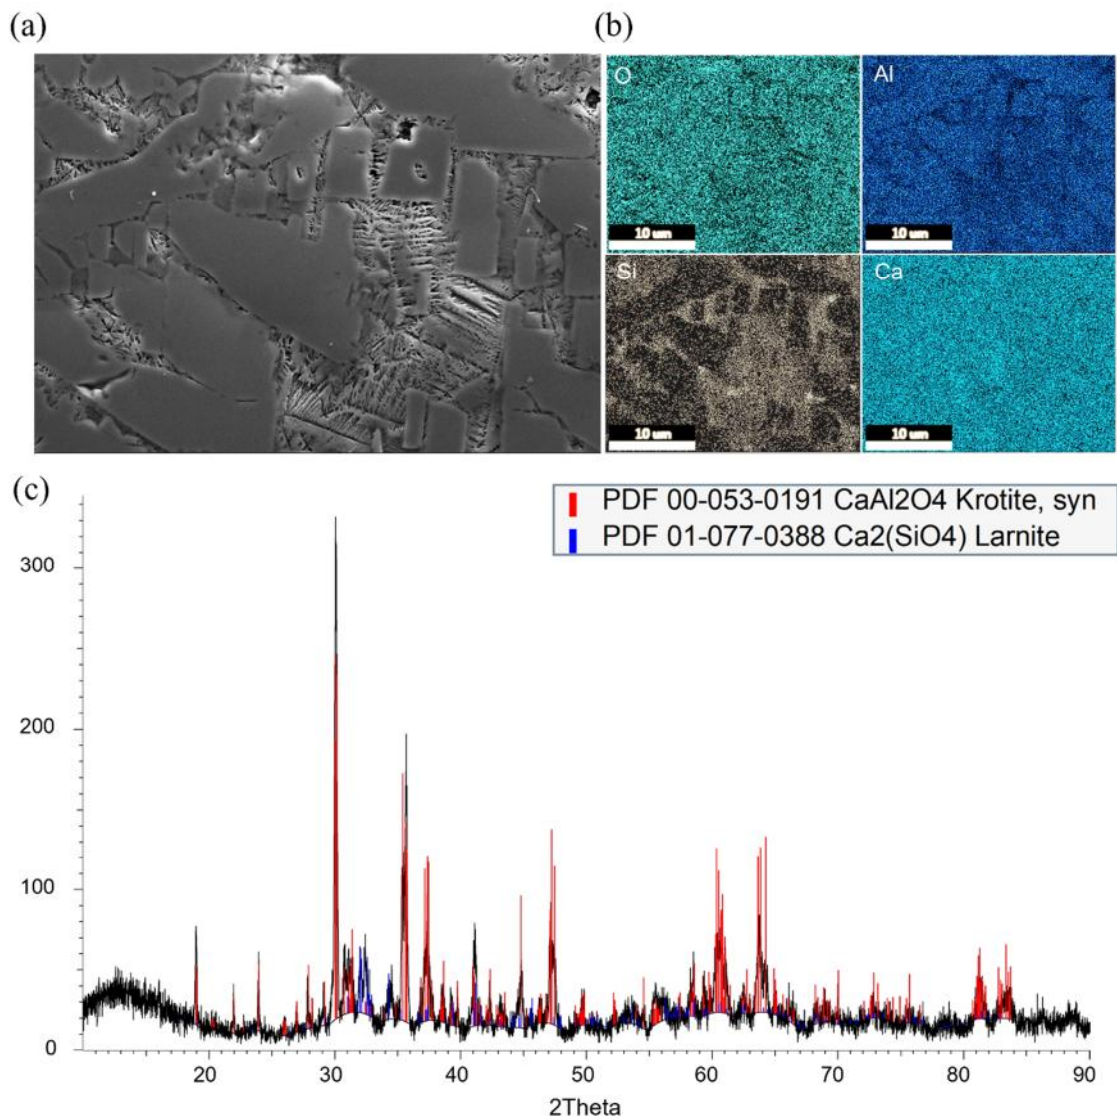 (a)
(b)
O
Al
10 um
10 um
Si
Ca
10 um
10 um
(c)
PDF 00-053-0191 CaAl2O4 Krotite, syn
PDF 01-077-0388 Ca2(SiO4) Larnite
300
200
100
0
20
30
40
50
60
70
80
90
2Theta